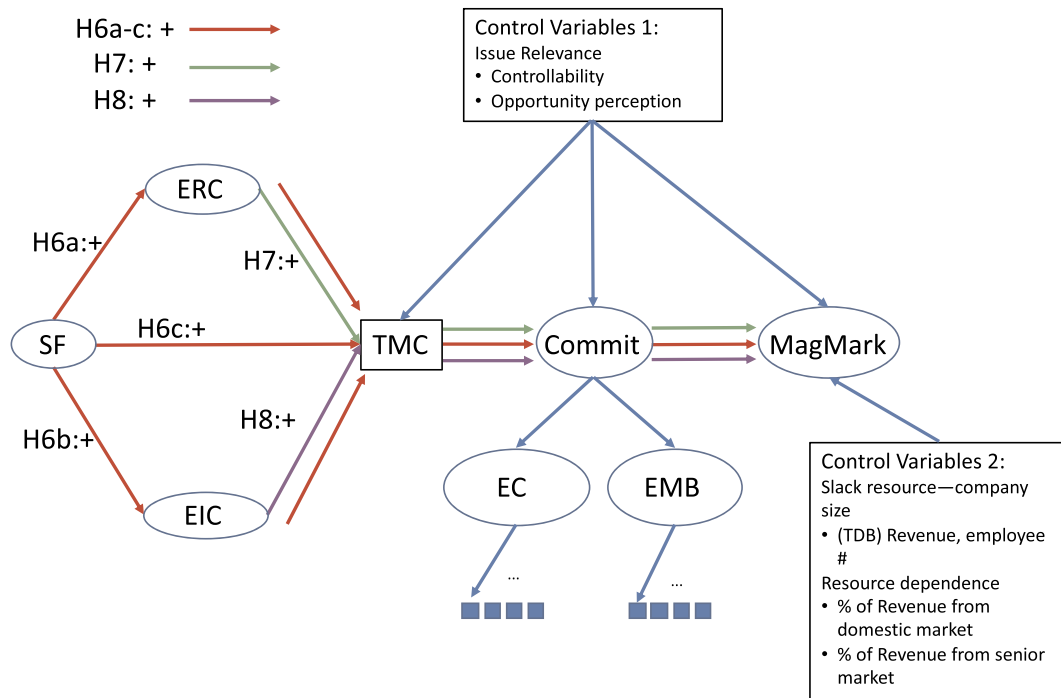 H6a-c: +
H7: +
H8: +
Control Variables 1:
Issue Relevance
• Controllability
• Opportunity perception
ERC
H6a:+
H7:+
SF
H6c:+
TMC
Commit
MagMark
H6b:+
H8:+
EIC
EC
EMB
...
...
Control Variables 2:
Slack resource—company
size
• (TDB) Revenue, employee
#
Resource dependence
• % of Revenue from
domestic market
• % of Revenue from senior
market